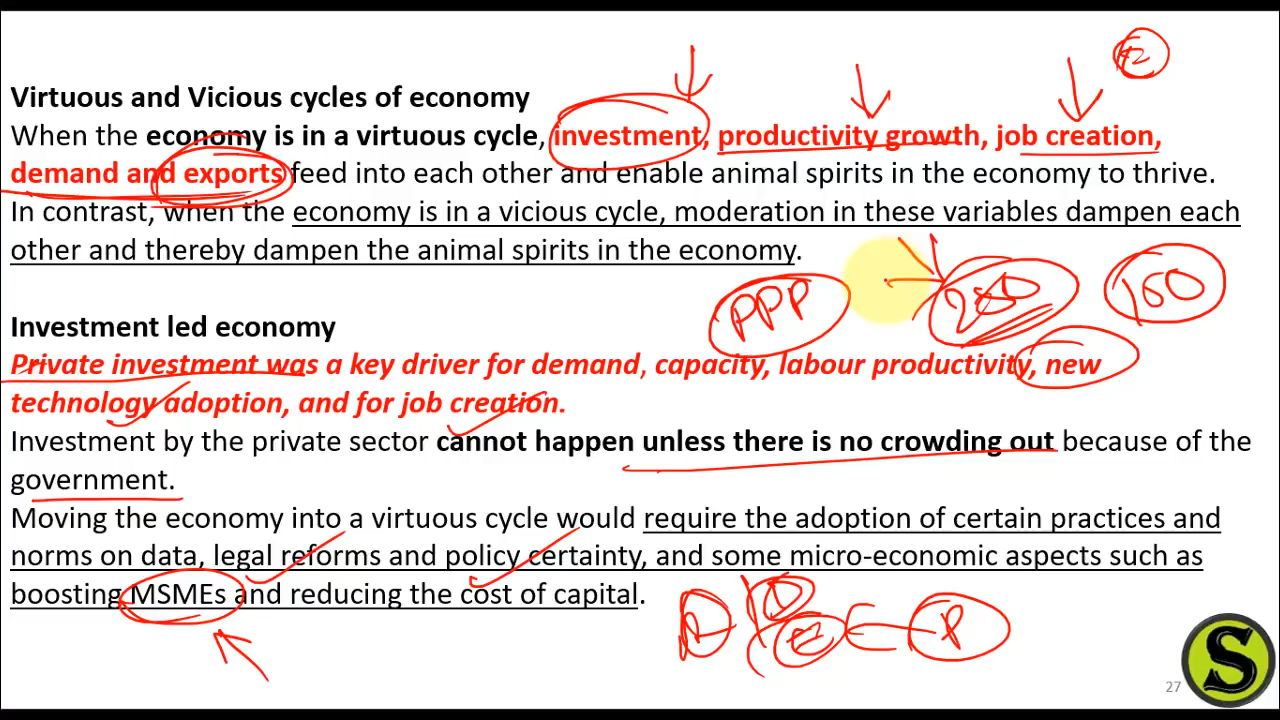 Virtuous and Vicious cycles of economy
When the economy is in a virtuous cycle, investment, productivity growth, job creation,
demand and exports feed into each other and enable animal spirits in the economy to thrive.
In contrast, when the economy is in a vicious cycle, moderation in these variables dampen each
other and thereby dampen the animal spirits in the economy.
PPP 150
Investment led economy
Private investment was a key driver for demand, capacity, labour productivity, new
technology adoption, and for job creation.
Investment by the private sector cannot happen unless there is no crowding out because of the
government.
Moving the economy into a virtuous cycle would require the adoption of certain practices and
norms on data, legal reforms and policy certainty, and some micro-economic aspects such as
boosting MSMEs and reducing the cost of capital.
P
27
S